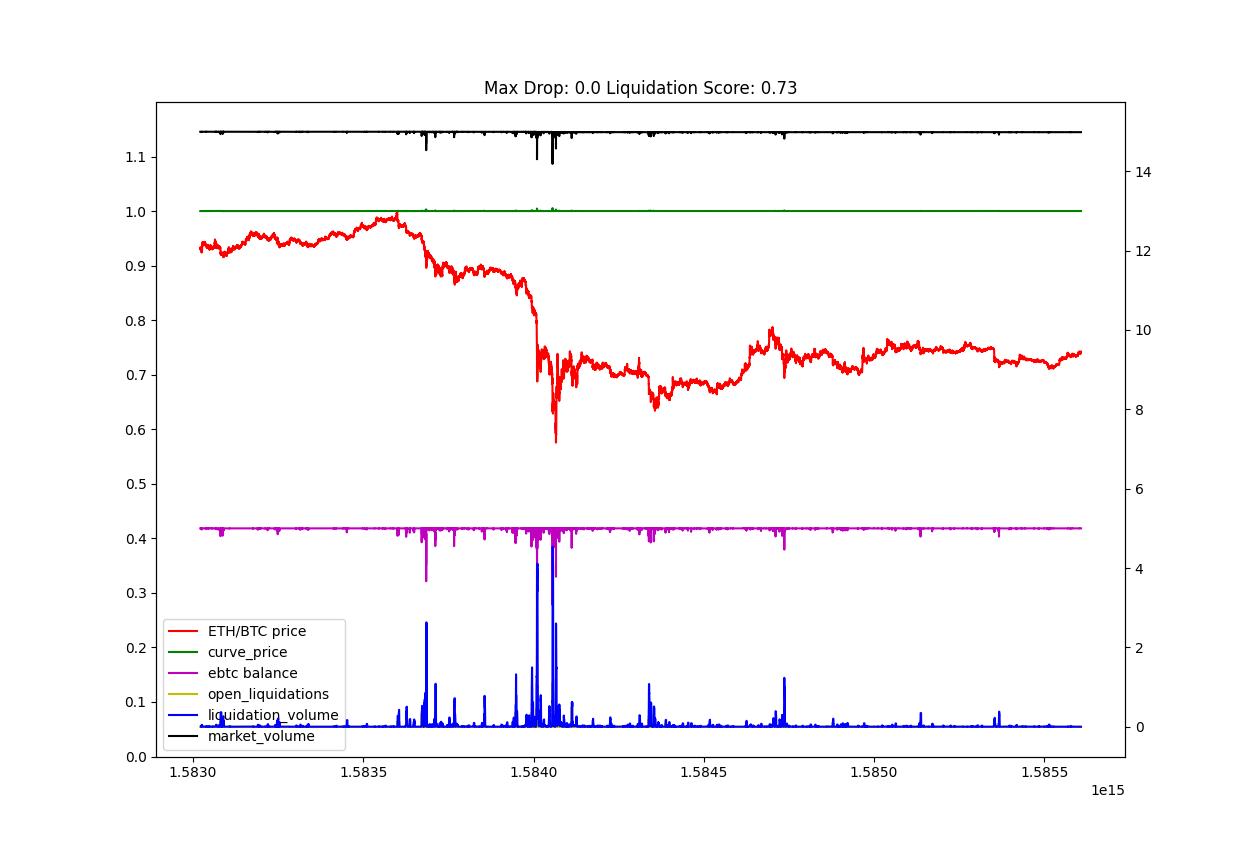 Max Drop: 0.0 Liquidation Score: 0.73
1.1
1.0
0.9
0.8
0.7
0.6
0.5
0.4
0.3
0.2
0.1
0.0
14
12
10
8
6
4
2
0
ETH/BTC price
curve_price
ebtc balance
open_liquidations
liquidation_volume
market_volume
1.5830 1.5835 1.5840 1.5845 1.5850 1.5855
1e15